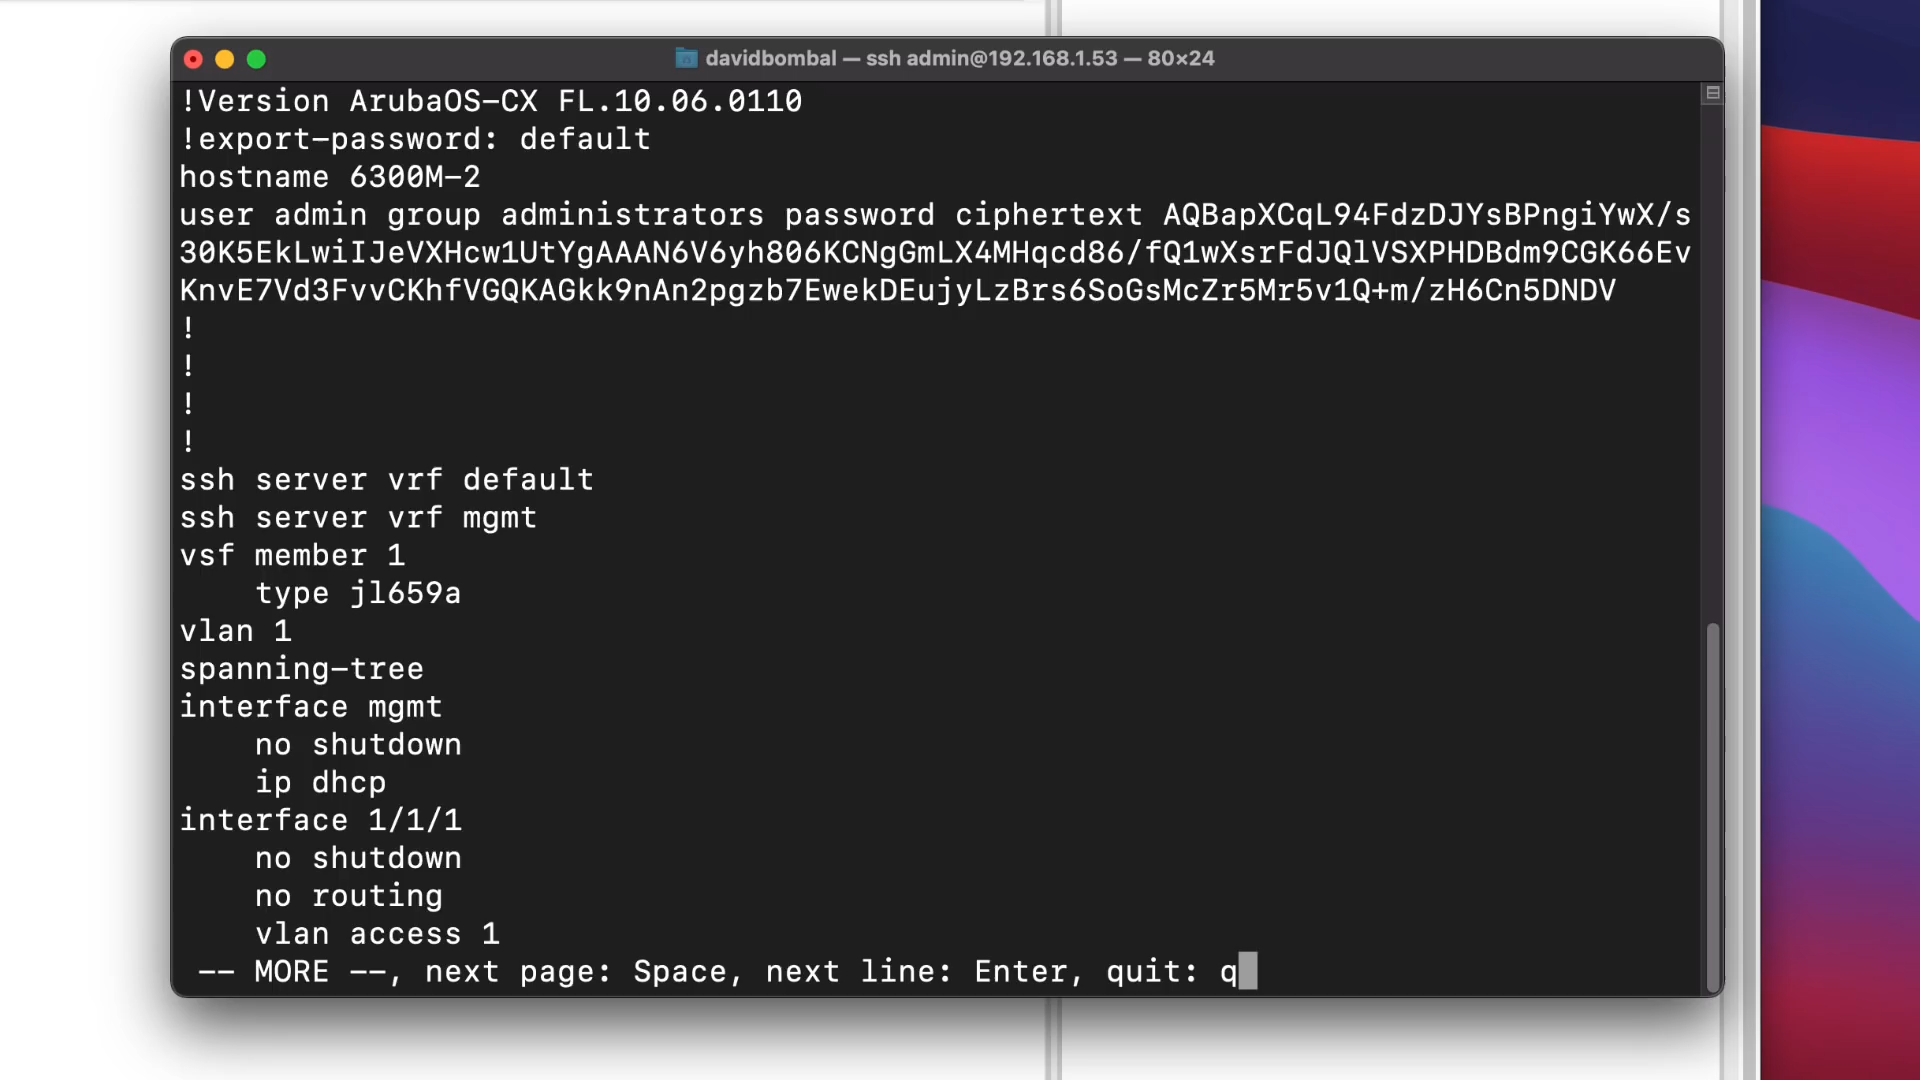 davidbombal — ssh admin@192.168.1.53 — 80×24
!Version ArubaOS-CX FL.10.06.0110
!export-password: default
hostname 6300M-2
user admin group administrators password ciphertext AQBapXCqL94FdzDJYsBPngiYwX/s
30K5EkLwiIJeVXHcw1UtYgAAAN6V6yh806KCNgGmLX4MHqcd86/fQ1wXsrFdJQlVSXPHDBdm9CGK66Ev
KnvE7Vd3FvvCKhfVGQKAGkk9nAn2pgzb7EwekDEujyLzBrs6SoGsMcZr5Mr5v1Q+m/zH6Cn5DNDV
!
!
!
!
ssh server vrf default
ssh server vrf mgmt
vsf member 1
    type jl659a
vlan 1
spanning-tree
interface mgmt
    no shutdown
    ip dhcp
interface 1/1/1
    no shutdown
    no routing
    vlan access 1
 -- MORE --, next page: Space, next line: Enter, quit: q